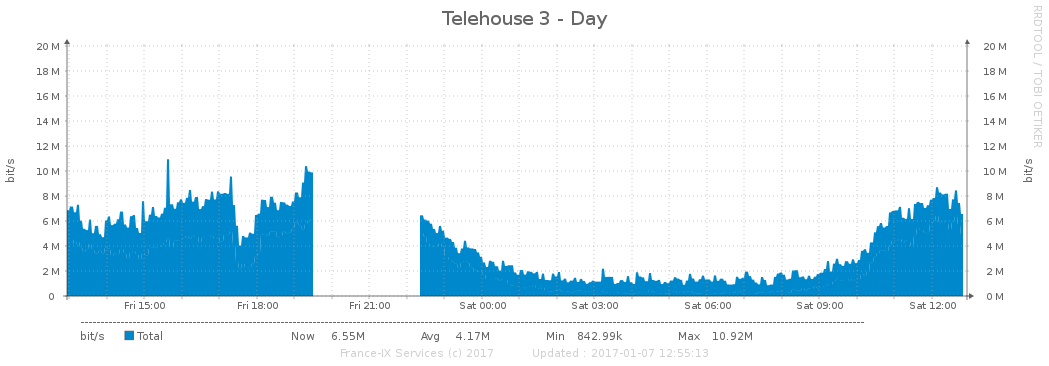 Telehouse 3 - Day
RRDTOOL / TOBI OETIKER
bit/s
20 M 20 M
18 M 18 M
16 M 16 M
14 M 14 M
12 M 12 M
10 M 10 M
8 M 8 M
6 M 6 M
4 M 4 M
2 M 2 M
0 0 M
bit/s
Fri 15:00 Fri 18:00 Fri 21:00 Sat 00:00 Sat 03:00 Sat 06:00 Sat 09:00 Sat 12:00
bit/s Total Now 6.55M Avg 4.17M Min 842.99k Max 10.92M
France-IX Services (c) 2017 Updated : 2017-01-07 12:55:13